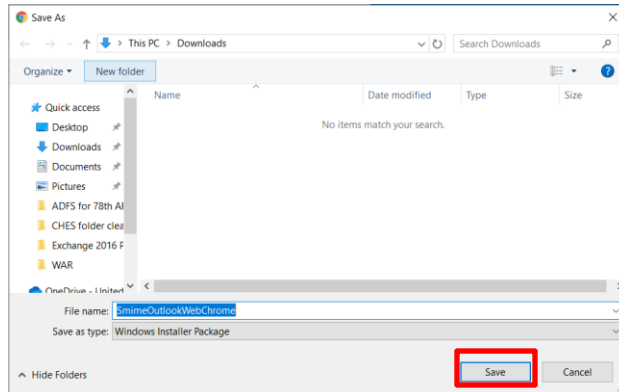 Save As
This PC > Downloads
Search Downloads
Organize
New folder
Name
Date modified
Type
Size
Quick access
Desktop
Downloads
Documents
Pictures
ADFS for 78th
CHES folder
Exchange 2016
WAR
OneDrive - United
No items match your search.
File name: SmimeOutlookWebChrome
Save as type: Windows Installer Package
Hide Folders
Save
Cancel